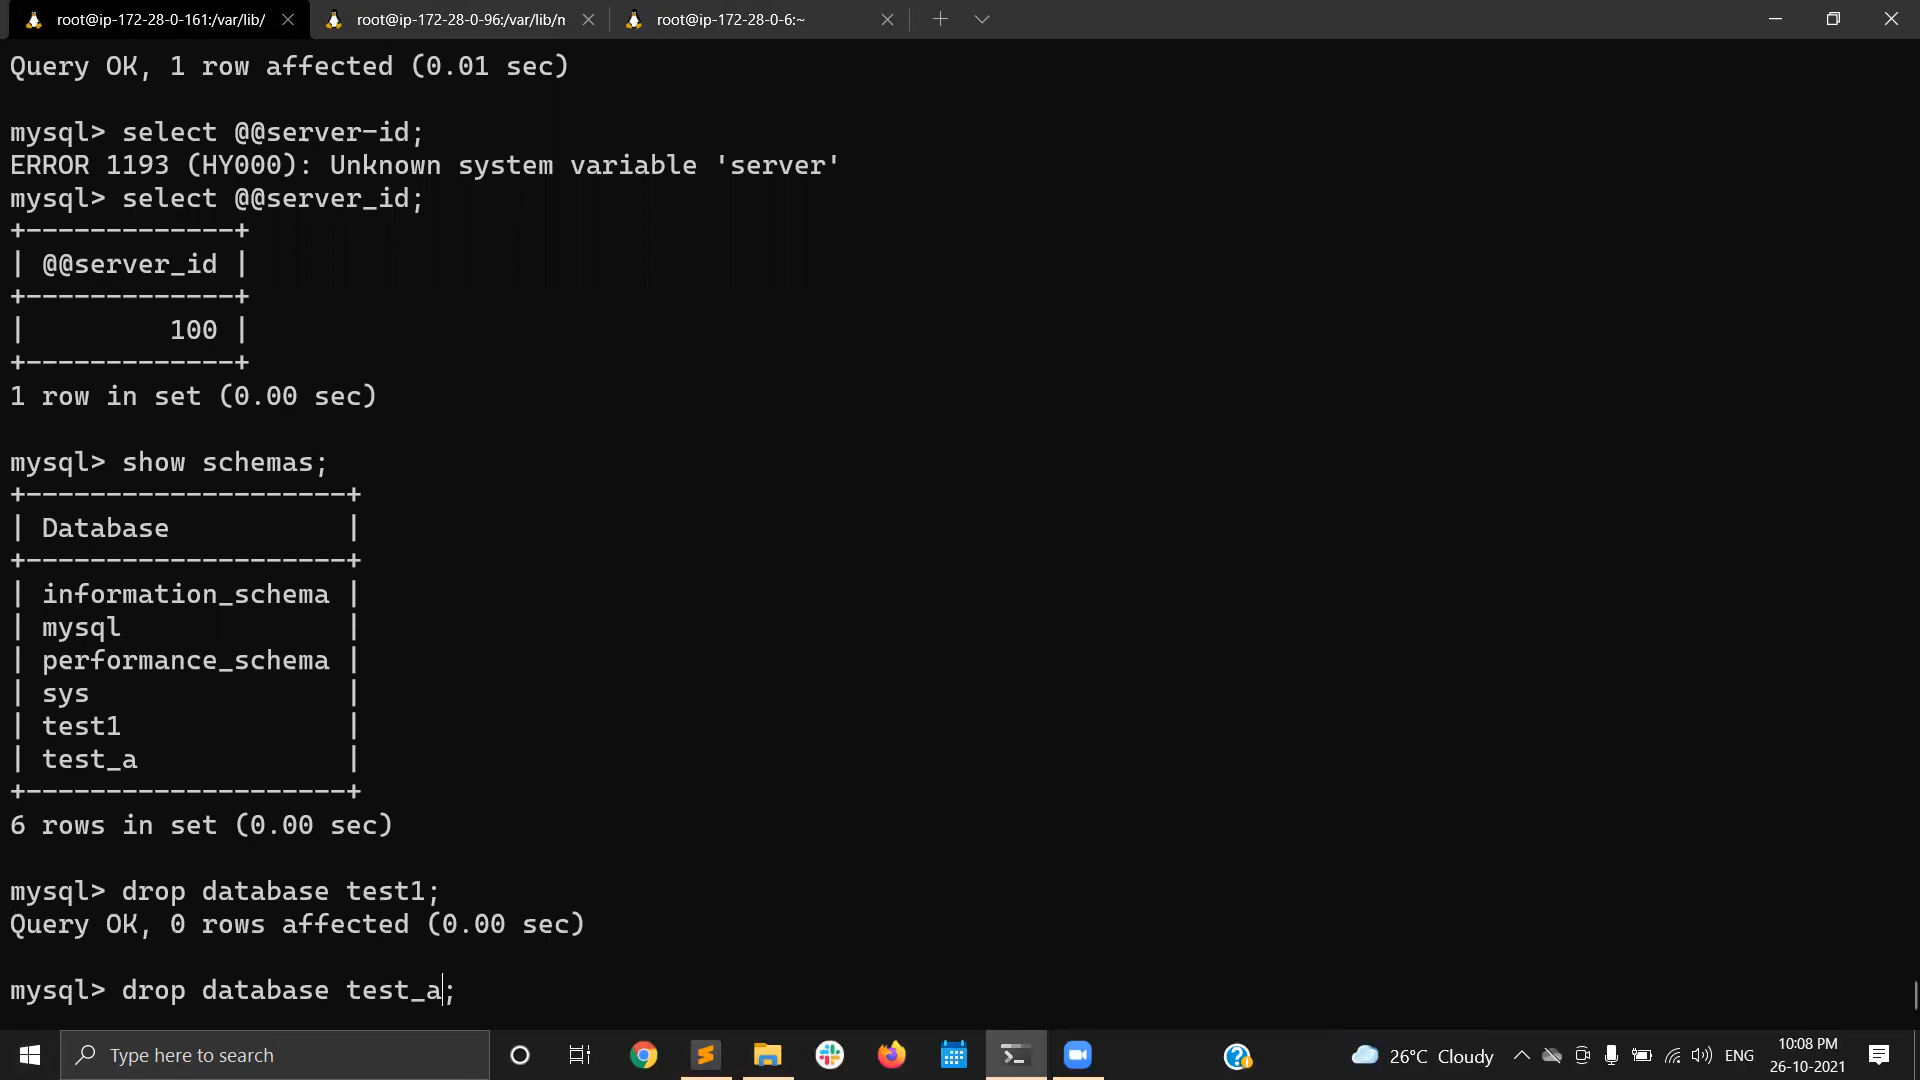 root@ip-172-28-0-161:/var/lib/
root@ip-172-28-0-96:/var/lib/n
root@ip-172-28-0-6:~
Query OK, 1 row affected (0.01 sec)
mysql> select @@server-id;
ERROR 1193 (HY000): Unknown system variable 'server'
mysql> select @@server_id;
+-------------+
| @@server_id |
+-------------+
|         100 |
+-------------+
1 row in set (0.00 sec)
mysql> show schemas;
+--------------------+
| Database           |
+--------------------+
| information_schema |
| mysql              |
| performance_schema |
| sys                |
| test1              |
| test_a             |
+--------------------+
6 rows in set (0.00 sec)
mysql> drop database test1;
Query OK, 0 rows affected (0.00 sec)
mysql> drop database test_a;
Type here to search
26°C Cloudy
ENG
10:08 PM
26-10-2021